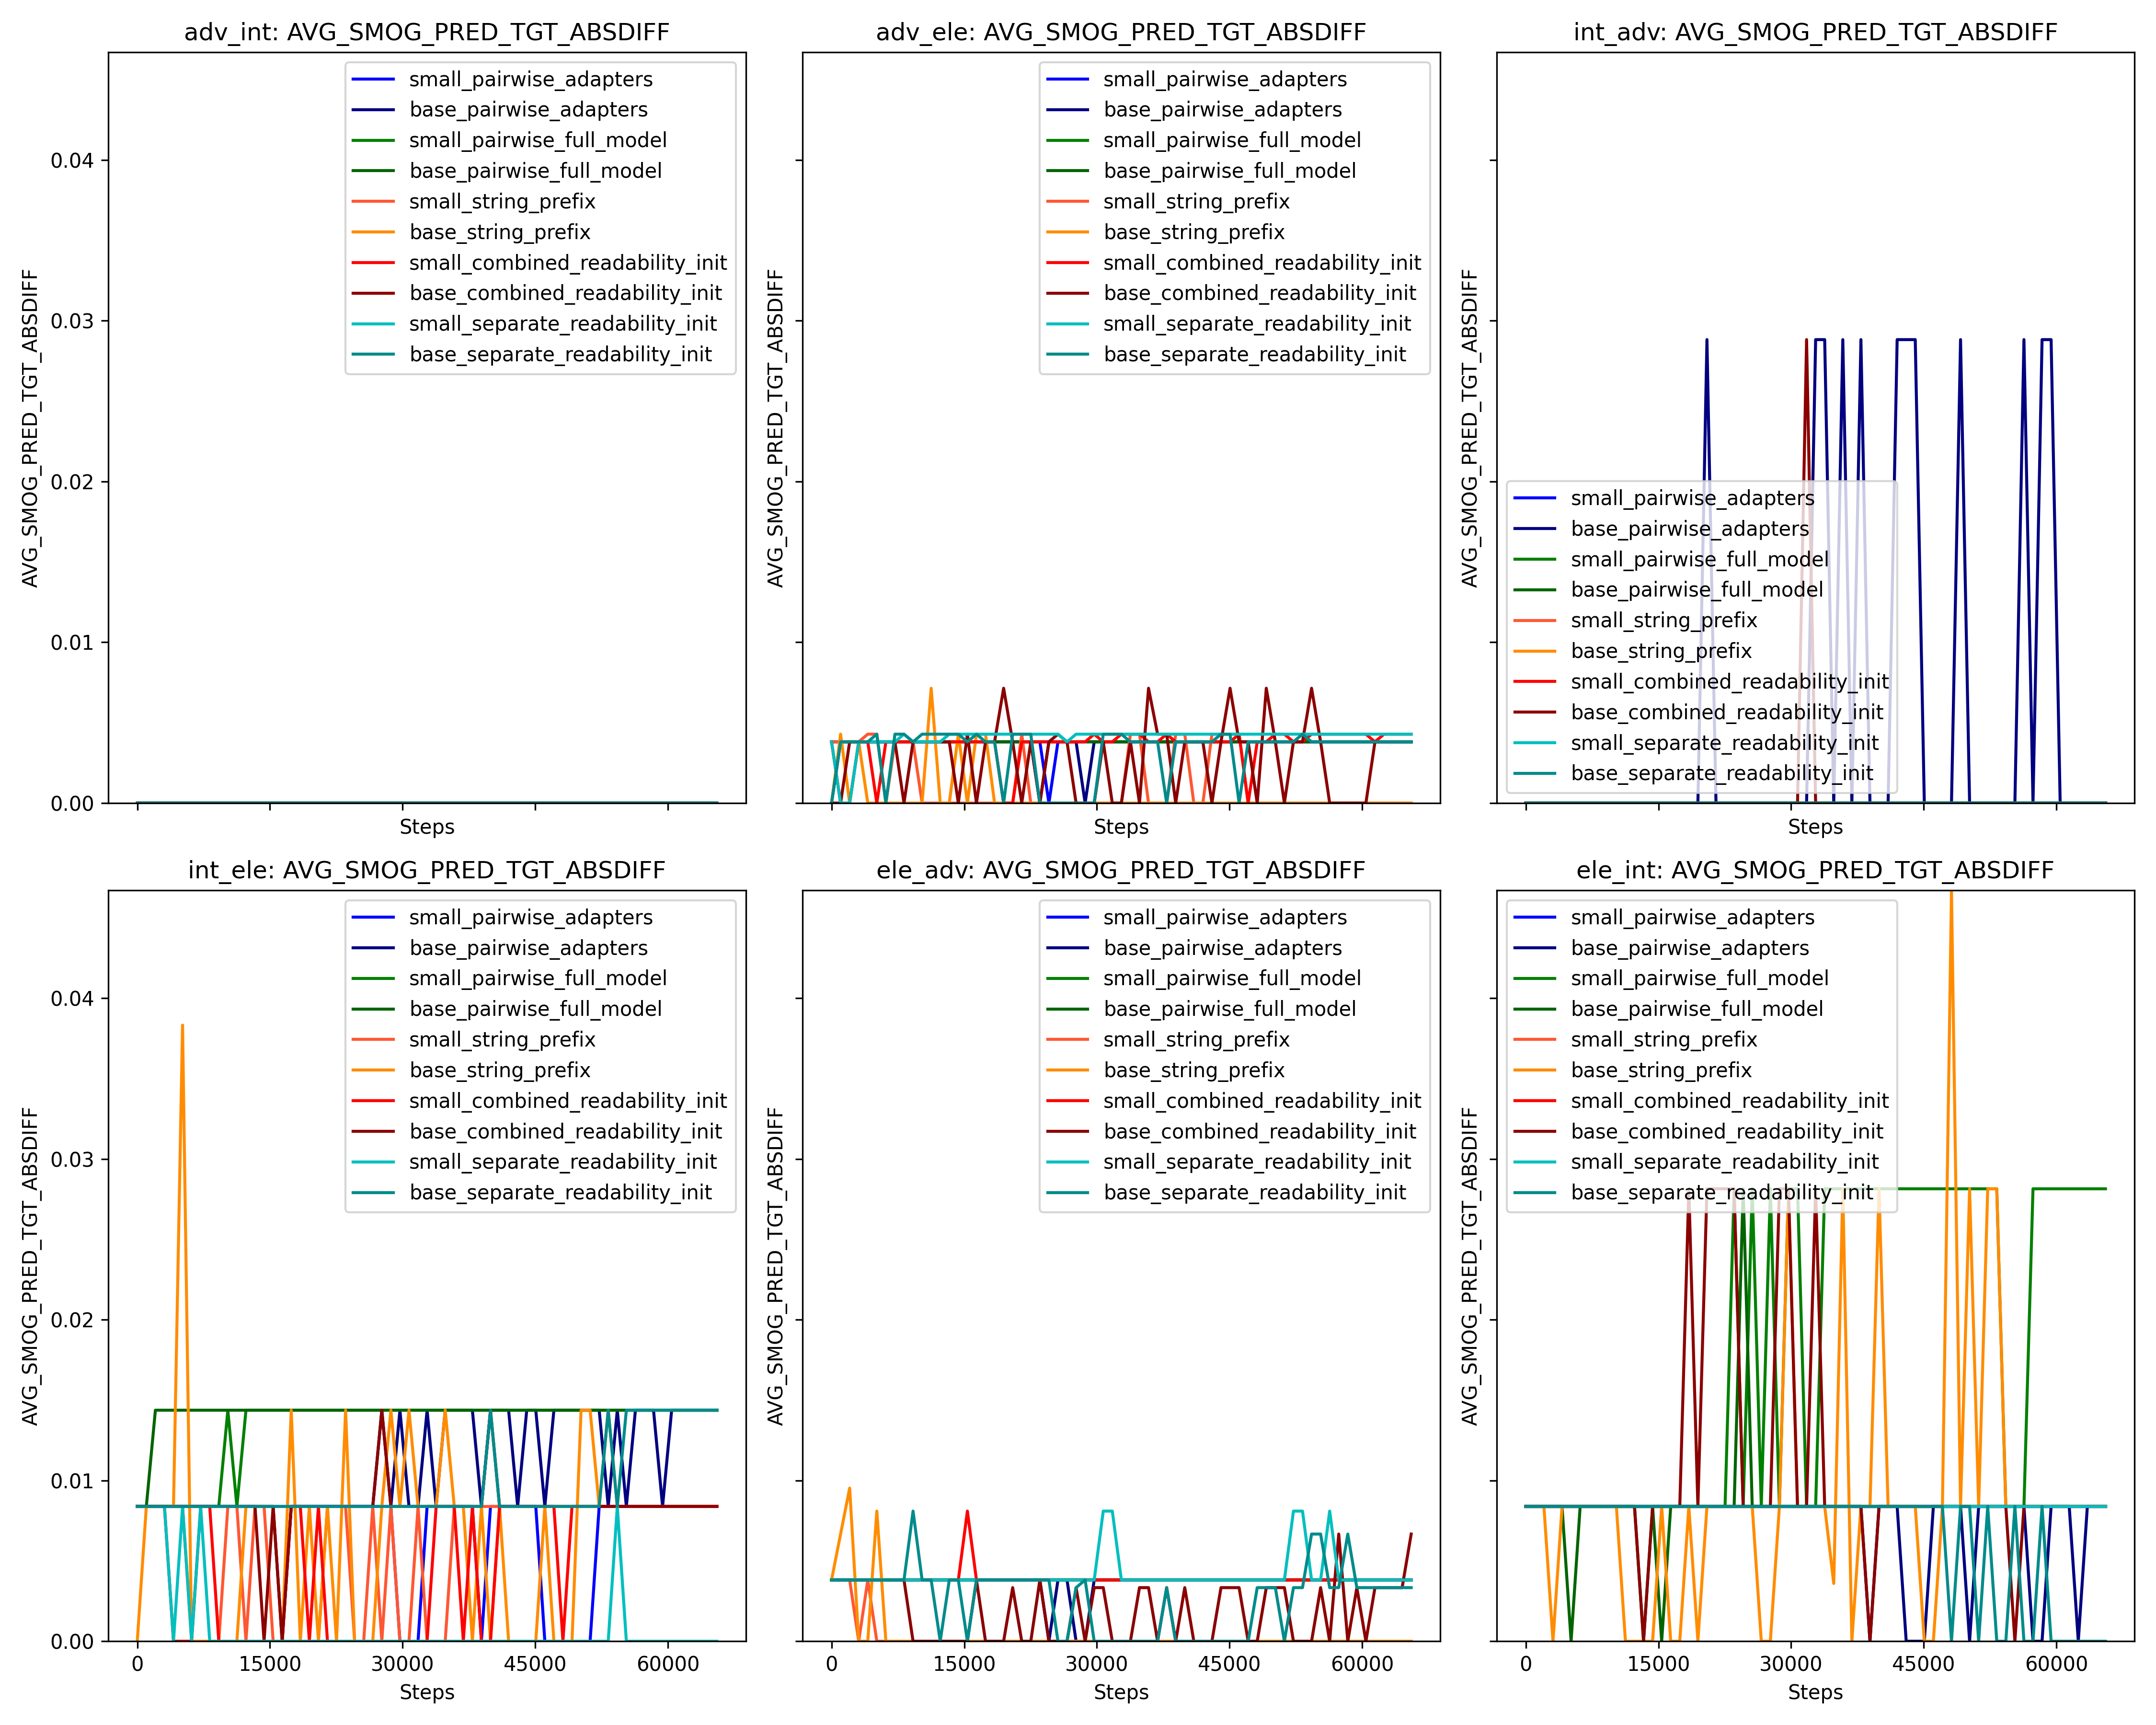 adv_int: AVG_SMOG_PRED_TGT_ABSDIFF
AVG_SMOG_PRED_TGT_ABSDIFF
0.04
0.03
0.02
0.01
0.00
small_pairwise_adapters
base_pairwise_adapters
small_pairwise_full_model
base_pairwise_full_model
small_string_prefix
base_string_prefix
small_combined_readability_init
base_combined_readability_init
small_separate_readability_init
base_separate_readability_init
Steps
adv_ele: AVG_SMOG_PRED_TGT_ABSDIFF
AVG_SMOG_PRED_TGT_ABSDIFF
small_pairwise_adapters
base_pairwise_adapters
small_pairwise_full_model
base_pairwise_full_model
small_string_prefix
base_string_prefix
small_combined_readability_init
base_combined_readability_init
small_separate_readability_init
base_separate_readability_init
Steps
int_adv: AVG_SMOG_PRED_TGT_ABSDIFF
AVG_SMOG_PRED_TGT_ABSDIFF
small_pairwise_adapters
base_pairwise_adapters
small_pairwise_full_model
base_pairwise_full_model
small_string_prefix
base_string_prefix
small_combined_readability_init
base_combined_readability_init
small_separate_readability_init
base_separate_readability_init
Steps
int_ele: AVG_SMOG_PRED_TGT_ABSDIFF
AVG_SMOG_PRED_TGT_ABSDIFF
0.04
0.03
0.02
0.01
0.00
small_pairwise_adapters
base_pairwise_adapters
small_pairwise_full_model
base_pairwise_full_model
small_string_prefix
base_string_prefix
small_combined_readability_init
base_combined_readability_init
small_separate_readability_init
base_separate_readability_init
0 15000 30000 45000 60000
Steps
ele_adv: AVG_SMOG_PRED_TGT_ABSDIFF
AVG_SMOG_PRED_TGT_ABSDIFF
small_pairwise_adapters
base_pairwise_adapters
small_pairwise_full_model
base_pairwise_full_model
small_string_prefix
base_string_prefix
small_combined_readability_init
base_combined_readability_init
small_separate_readability_init
base_separate_readability_init
0 15000 30000 45000 60000
Steps
ele_int: AVG_SMOG_PRED_TGT_ABSDIFF
AVG_SMOG_PRED_TGT_ABSDIFF
small_pairwise_adapters
base_pairwise_adapters
small_pairwise_full_model
base_pairwise_full_model
small_string_prefix
base_string_prefix
small_combined_readability_init
base_combined_readability_init
small_separate_readability_init
base_separate_readability_init
0 15000 30000 45000 60000
Steps